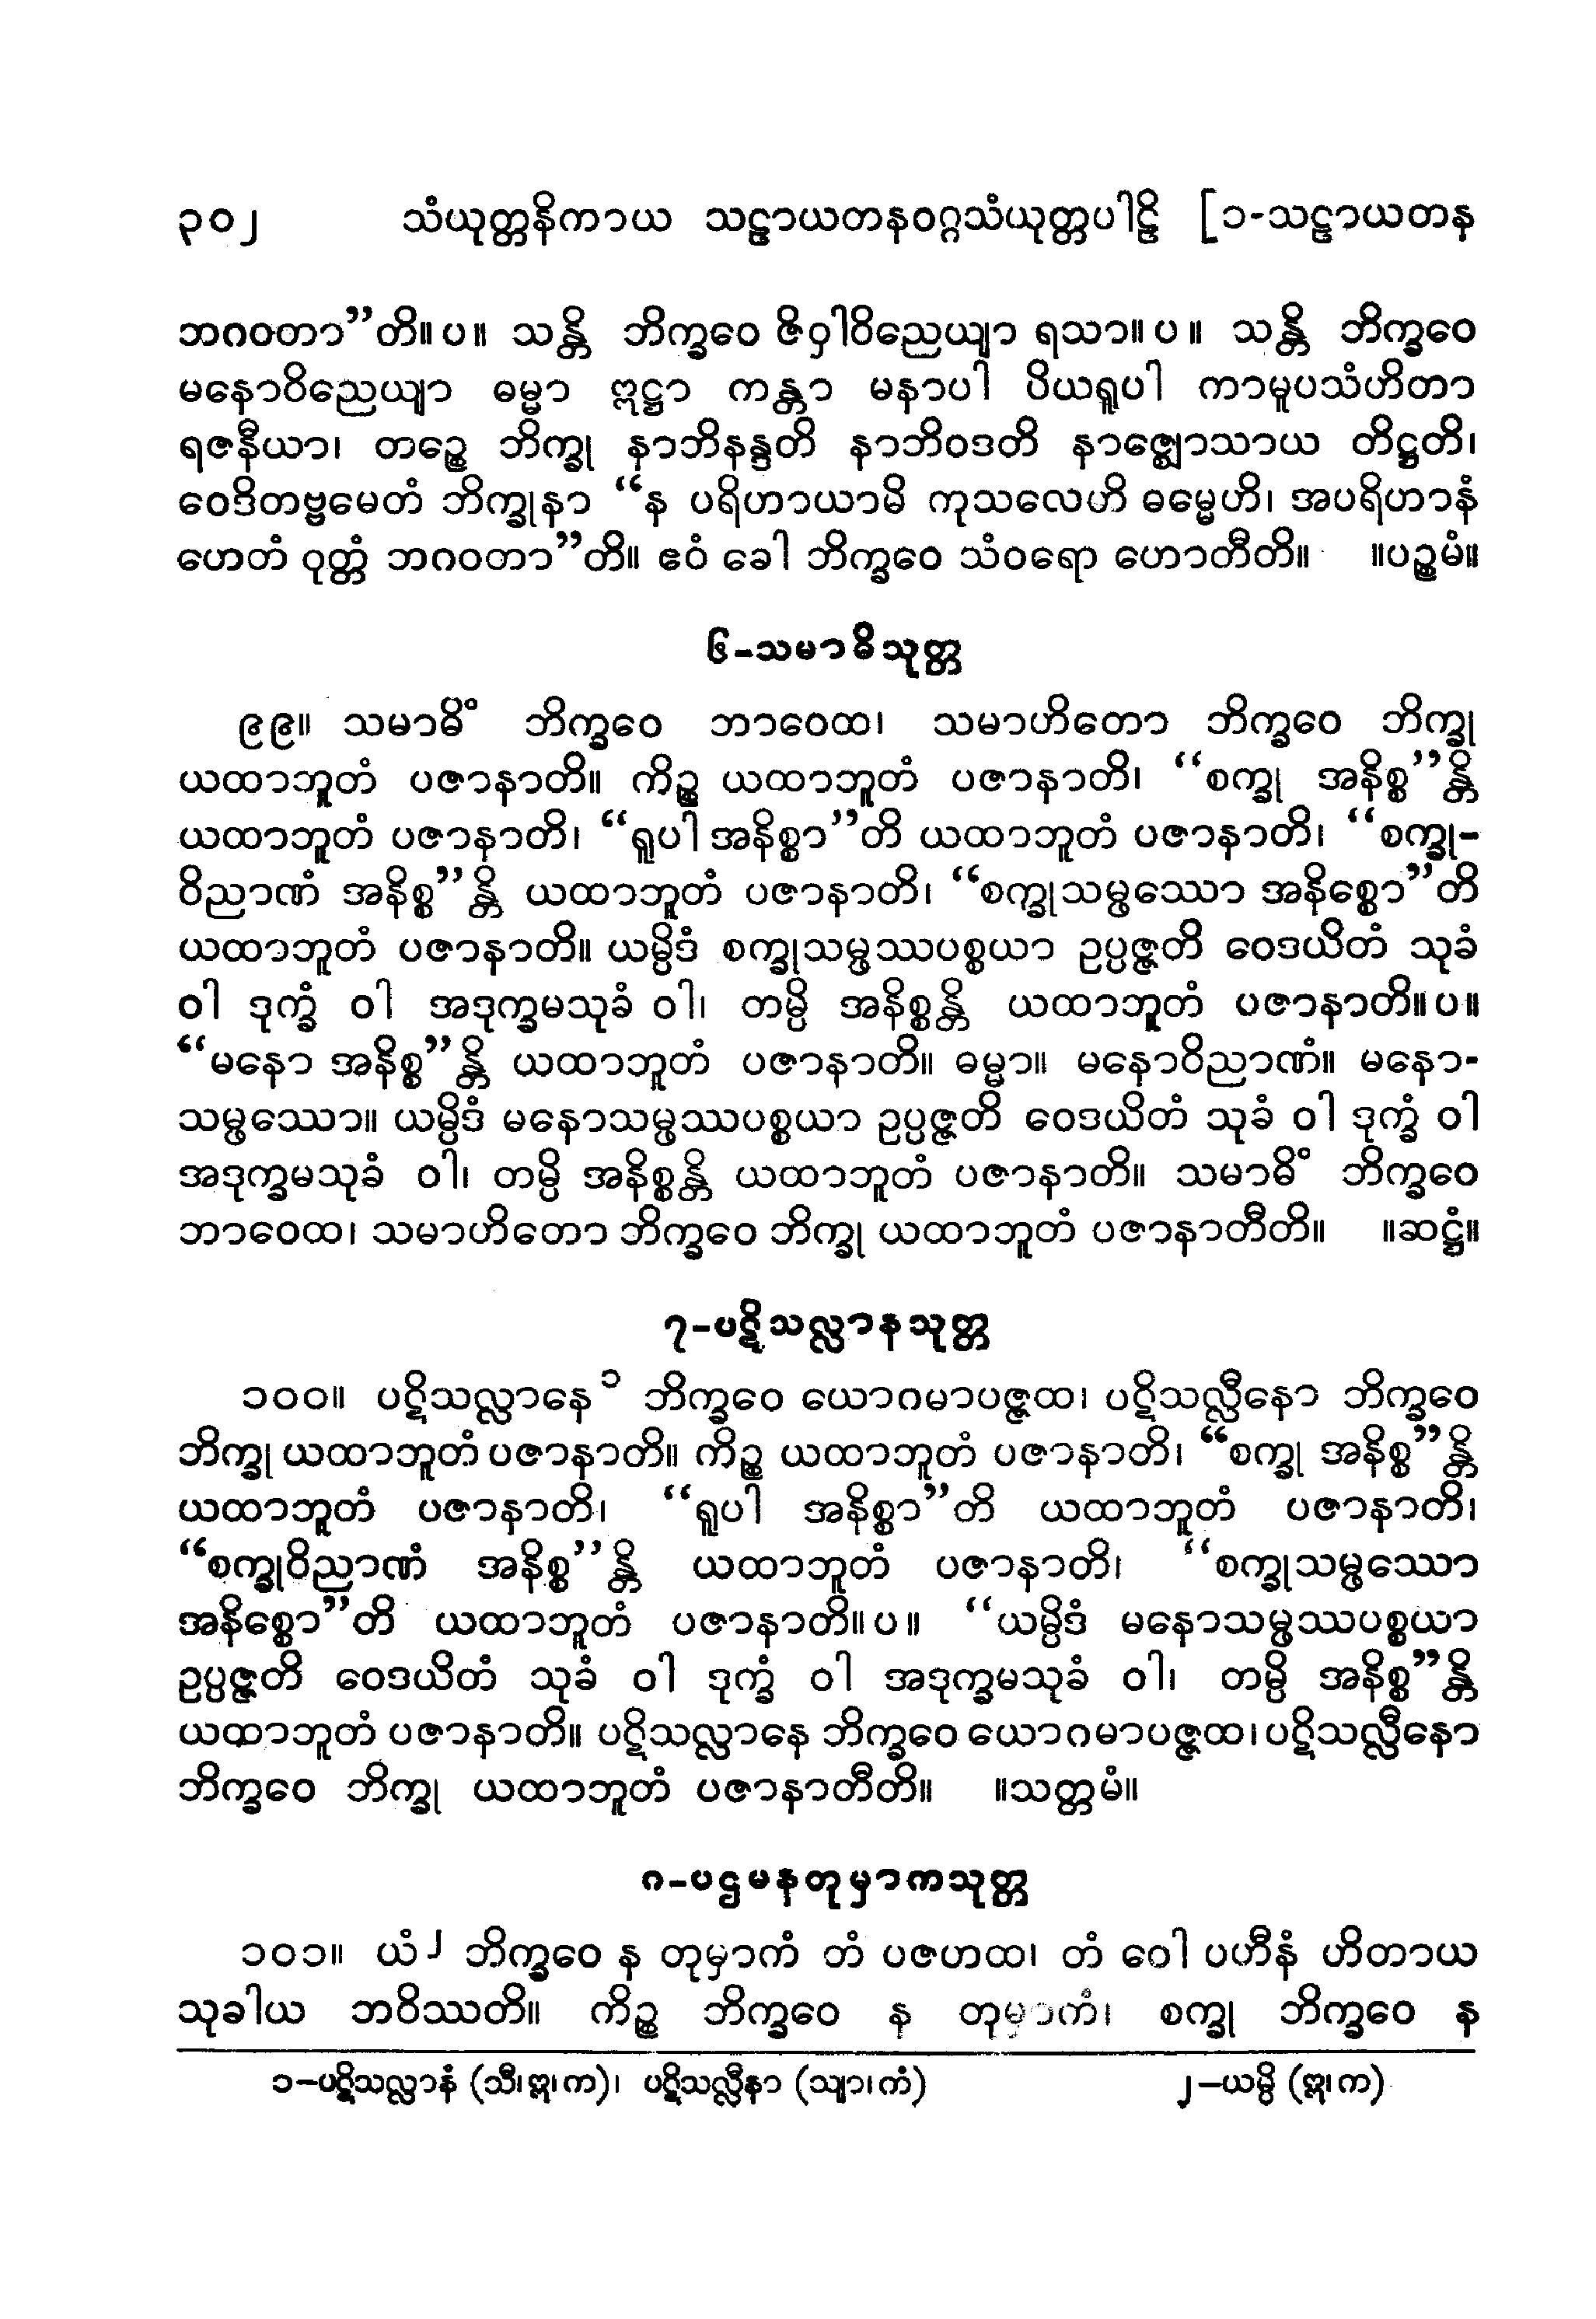 ၃၀၂ သံယုတ္တနိကာယ သဠာယတနဝဂ္ဂသံယုတ္တပါဠိ [၁-သဠာယတန
ဘဂဝတာ”တိ။ပ။ သန္တိ ဘိက္ခဝေ ဇိဝှါဝိညေယျာ ရသာ။ပ။ သန္တိ ဘိက္ခဝေ
မနောဝိညေယျာ ဓမ္မာ ဣဋ္ဌာ ကန္တာ မနာပါ ပိယရူပါ ကာမူပသံဟိတာ
ရဇနီယာ၊ တဉ္စေ ဘိက္ခု နာဘိနန္ဒတိ နာဘိဝဒတိ နာဇ္ဈောသာယ တိဋ္ဌတိ၊
ဝေဒိတဗ္ဗမေတံ ဘိက္ခုနာ “န ပရိဟာယာမိ ကုသလေဟိ ဓမ္မေဟိ၊ အပရိဟာနံ
ဟေတံ ဝုတ္တံ ဘဂဝတာ”တိ။ ဧဝံ ခေါ ဘိက္ခဝေ သံဝရော ဟောတီတိ။ ။ပဉ္စမံ။
၆-သမာဓိသုတ္တ
၉၉။ သမာဓိံ ဘိက္ခဝေ ဘာဝေထ၊ သမာဟိတော ဘိက္ခဝေ ဘိက္ခု
ယထာဘူတံ ပဇာနာတိ။ ကိဉ္စ ယထာဘူတံ ပဇာနာတိ၊ “စက္ခု အနိစ္စ”န္တိ
ယထာဘူတံ ပဇာနာတိ၊ “ရူပါ အနိစ္စာ”တိ ယထာဘူတံ ပဇာနာတိ၊ “စက္ခု-
ဝိညာဏံ အနိစ္စ”န္တိ ယထာဘူတံ ပဇာနာတိ၊ “စက္ခုသမ္ဖဿော အနိစ္စော”တိ
ယထာဘူတံ ပဇာနာတိ။ ယမ္ပိဒံ စက္ခုသမ္ဖဿပစ္စယာ ဥပ္ပဇ္ဇတိ ဝေဒယိတံ သုခံ
ဝါ ဒုက္ခံ ဝါ အဒုက္ခမသုခံ ဝါ၊ တမ္ပိ အနိစ္စန္တိ ယထာဘူတံ ပဇာနာတိ။ပ။
“မနော အနိစ္စ”န္တိ ယထာဘူတံ ပဇာနာတိ။ ဓမ္မာ။ မနောဝိညာဏံ။ မနော-
သမ္ဖဿော။ ယမ္ပိဒံ မနောသမ္ဖဿပစ္စယာ ဥပ္ပဇ္ဇတိ ဝေဒယိတံ သုခံ ဝါ ဒုက္ခံ ဝါ
အဒုက္ခမသုခံ ဝါ၊ တမ္ပိ အနိစ္စန္တိ ယထာဘူတံ ပဇာနာတိ။ သမာဓိံ ဘိက္ခဝေ
ဘာဝေထ၊ သမာဟိတော ဘိက္ခဝေ ဘိက္ခု ယထာဘူတံ ပဇာနာတီတိ။ ။ဆဋ္ဌံ။
၇-ပဋိသလ္လာနသုတ္တ
၁၀၀။ ပဋိသလ္လာနေ ၁ ဘိက္ခဝေ ယောဂမာပဇ္ဇထ၊ ပဋိသလ္လီနော ဘိက္ခဝေ
ဘိက္ခု ယထာဘူတံ ပဇာနာတိ။ ကိဉ္စ ယထာဘူတံ ပဇာနာတိ၊ “စက္ခု အနိစ္စ”န္တိ
ယထာဘူတံ ပဇာနာတိ၊ “ရူပါ အနိစ္စာ”တိ ယထာဘူတံ ပဇာနာတိ၊
“စက္ခုဝိညာဏံ အနိစ္စ”န္တိ ယထာဘူတံ ပဇာနာတိ၊ “စက္ခုသမ္ဖဿော
အနိစ္စော”တိ ယထာဘူတံ ပဇာနာတိ။ပ။ “ယမ္ပိဒံ မနောသမ္ဖဿပစ္စယာ
ဥပ္ပဇ္ဇတိ ဝေဒယိတံ သုခံ ဝါ ဒုက္ခံ ဝါ အဒုက္ခမသုခံ ဝါ၊ တမ္ပိ အနိစ္စ”န္တိ
ယထာဘူတံ ပဇာနာတိ။ ပဋိသလ္လာနေ ဘိက္ခဝေ ယောဂမာပဇ္ဇထ၊ ပဋိသလ္လီနော
ဘိက္ခဝေ ဘိက္ခု ယထာဘူတံ ပဇာနာတီတိ။ ။သတ္တမံ။
၈-ပဌမနတုမှာကသုတ္တ
၁၀၁။ ယံ ၂ ဘိက္ခဝေ န တုမှာကံ တံ ပဇဟထ၊ တံ ဝေါ ပဟီနံ ဟိတာယ
သုခါယ ဘဝိဿတိ။ ကိဉ္စ ဘိက္ခဝေ န တုမှာကံ၊ စက္ခု ဘိက္ခဝေ န
၁-ပဋိသလ္လာနံ (သီ၊ဣ၊က)၊ ပဋိသလ္လီနာ (သျာ၊ကံ) ၂-ယမ္ပိ (ဣ၊က)